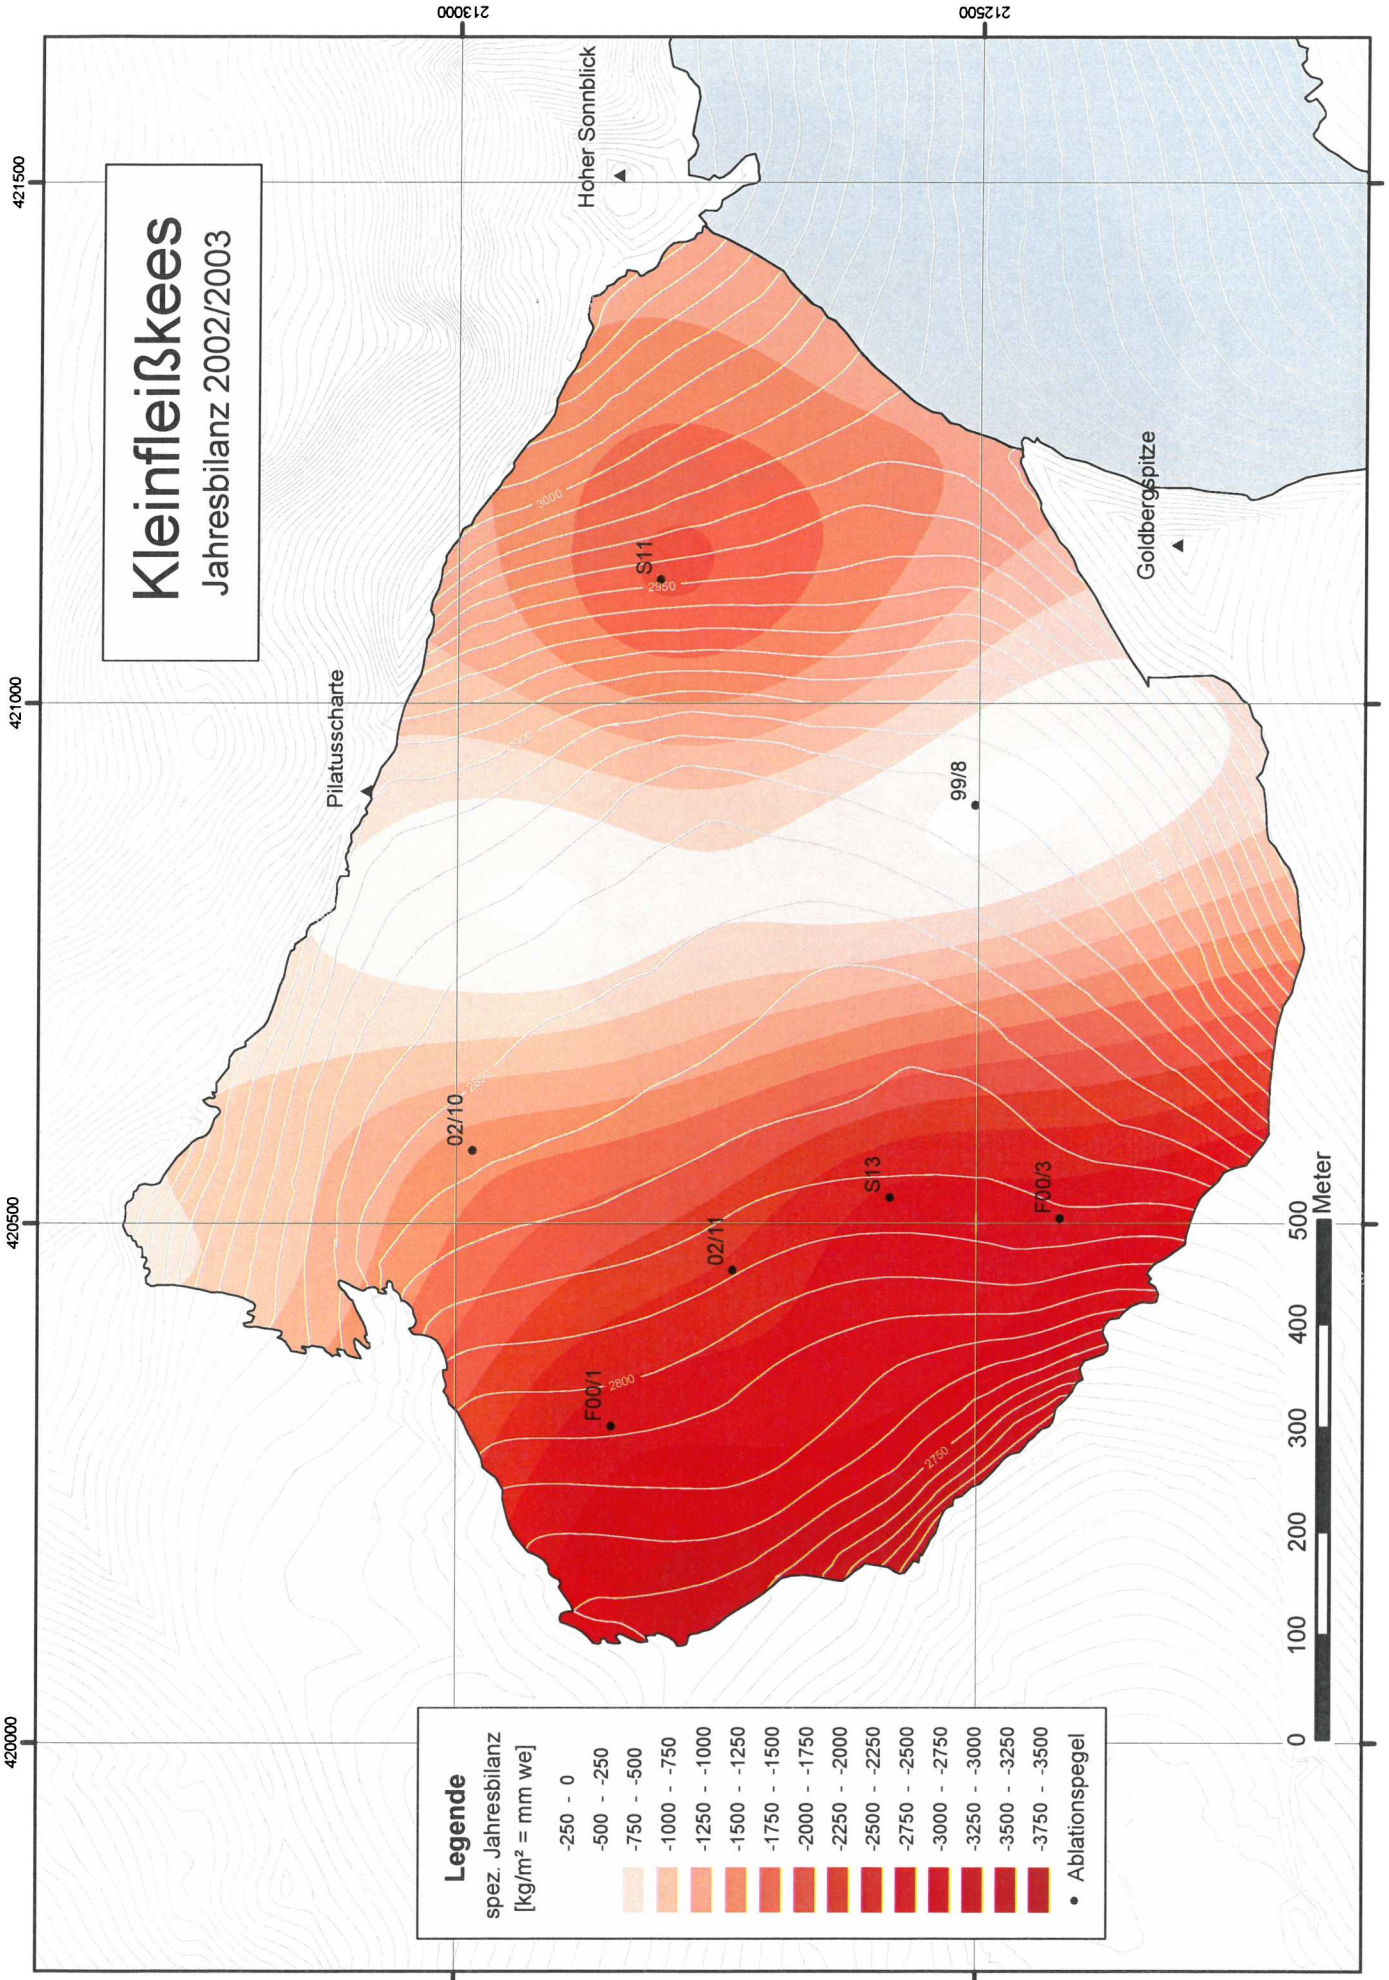 Kleinfleißkees
Jahresbilanz 2002/2003
420000
420500
421000
421500
213000
212500
Pilatusscharte
Hoher Sonnblick
Goldbergspitze
02/10
02/11
F00/1
S13
F00/3
99/8
S11
3000
2950
2850
2800
2750
Legende
spez. Jahresbilanz
[kg/m² = mm we]
-250 - 0
-500 - -250
-750 - -500
-1000 - -750
-1250 - -1000
-1500 - -1250
-1750 - -1500
-2000 - -1750
-2250 - -2000
-2500 - -2250
-2750 - -2500
-3000 - -2750
-3250 - -3000
-3500 - -3250
-3750 - -3500
Ablationspegel
0 100 200 300 400 500
Meter